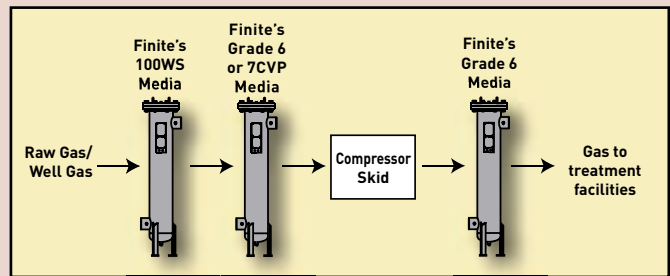 Raw Gas/
Well Gas
Finite's
100WS
Media
Finite's
Grade 6
or 7CVP
Media
Compressor
Skid
Finite's
Grade 6
Media
Gas to
treatment
facilities